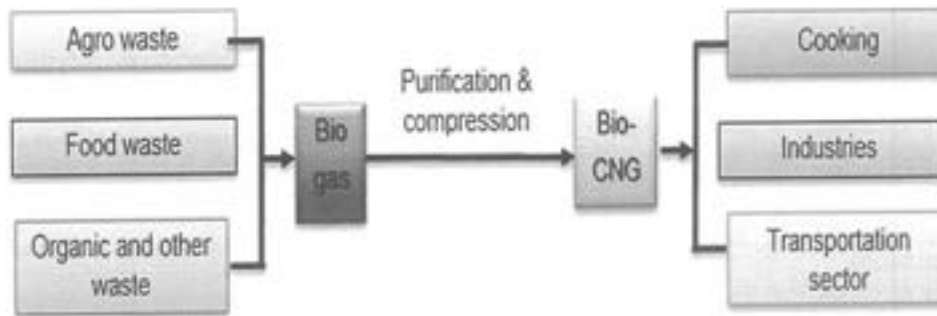 Agro waste
Food waste
Organic and other
waste
Bio
gas
Purification &
compression
Bio-
CNG
Cooking
Industries
Transportation
sector